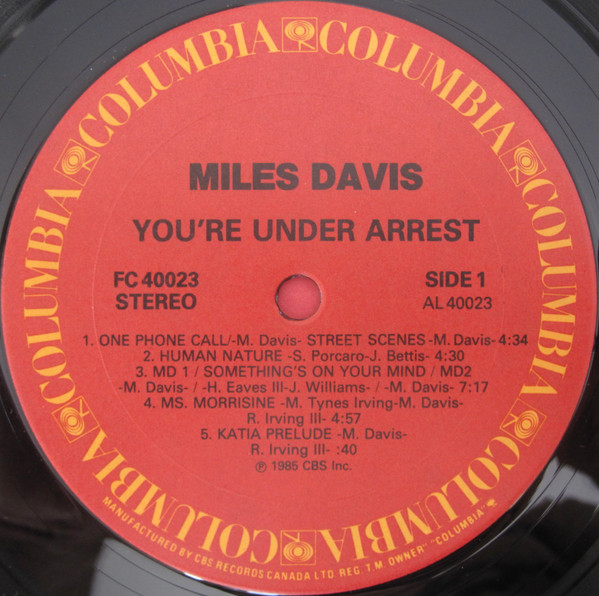 COLUMBIA COLUMBIA COLUMBIA COLUMBIA COLUMBIA COLUMBIA
MILES DAVIS
YOU'RE UNDER ARREST
FC 40023 SIDE 1
STEREO AL 40023
1. ONE PHONE CALL/-M. Davis- STREET SCENES -M. Davis- 4:34
2. HUMAN NATURE -S. Porcaro-J. Bettis- 4:30
3. MD 1 / SOMETHING'S ON YOUR MIND / MD2
-M. Davis- / -H. Eaves III-J. Williams- / -M. Davis- 7:17
4. MS. MORRISINE -M. Tynes Irving-M. Davis-
R. Irving III- 4:57
5. KATIA PRELUDE -M. Davis-
R. Irving III- :40
℗ 1985 CBS Inc.
MANUFACTURED BY CBS RECORDS CANADA LTD REG. T.M. OWNER "COLUMBIA"
COLUMBIA COLUMBIA